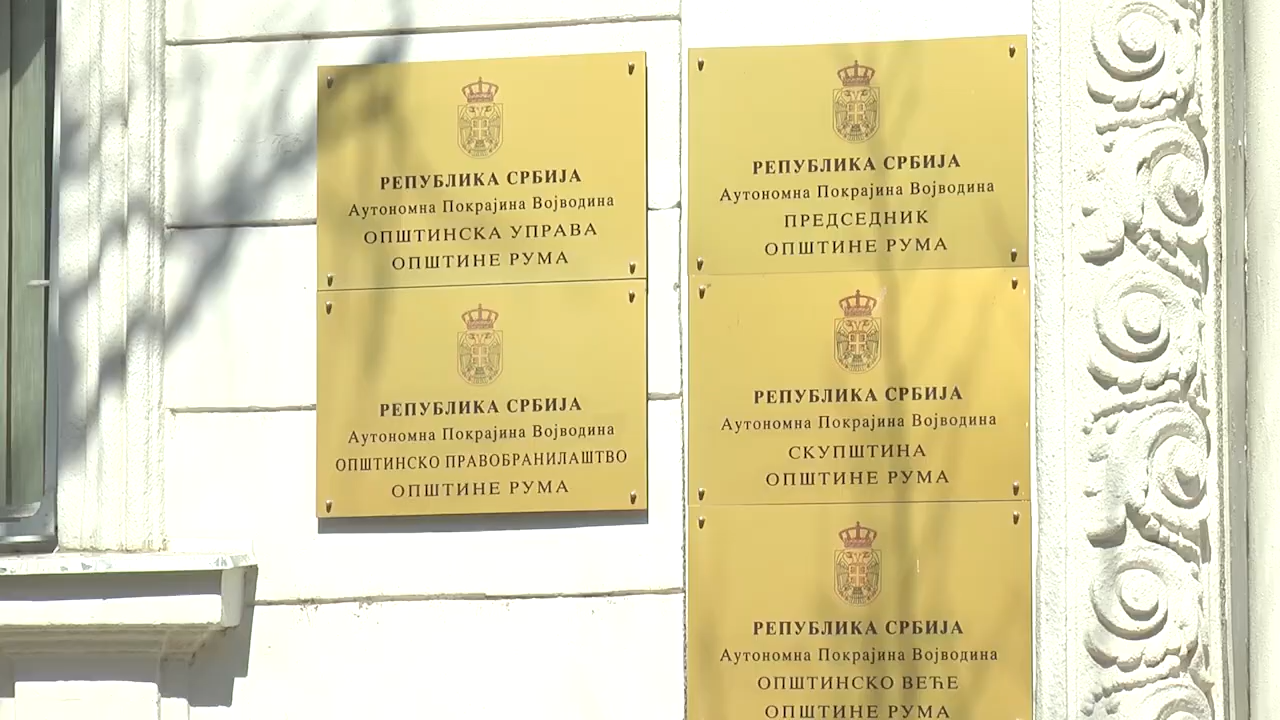 РЕПУБЛИКА СРБИЈА
Аутономна Покрајина Војводина
ОПШТИНСКА УПРАВА
ОПШТИНЕ РУМА
РЕПУБЛИКА СРБИЈА
Аутономна Покрајина Војводина
ОПШТИНСКО ПРАВОБРАНИЛАШТВО
ОПШТИНЕ РУМА
РЕПУБЛИКА СРБИЈА
Аутономна Покрајина Војводина
ПРЕДСЕДНИК
ОПШТИНЕ РУМА
РЕПУБЛИКА СРБИЈА
Аутономна Покрајина Војводина
СКУПШТИНА
ОПШТИНЕ РУМА
РЕПУБЛИКА СРБИЈА
Аутономна Покрајина Војводина
ОПШТИНСКО ВЕЋЕ
ОПШТИНЕ РУМА